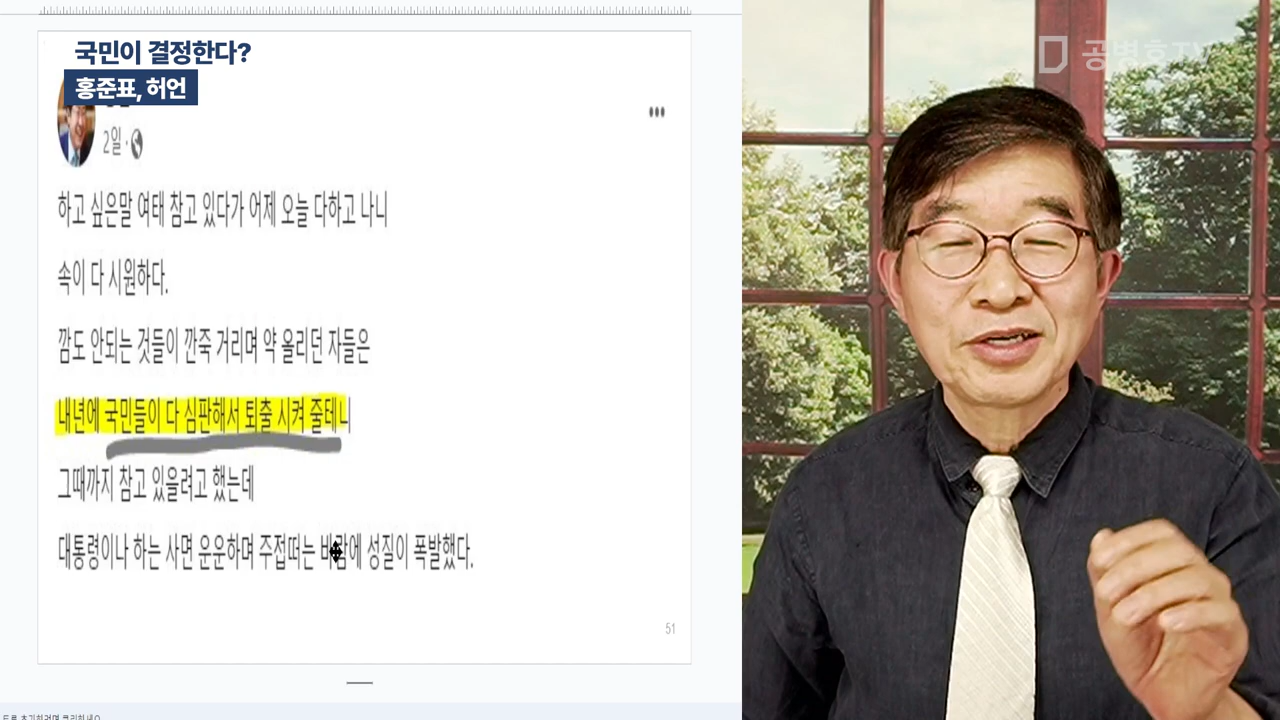 국민이 결정한다?
홍준표, 허언
공병호TV
2일
하고 싶은말 여태 참고 있다가 어제 오늘 다하고 나니
속이 다 시원하다.
깜도 안되는 것들이 깐죽 거리며 약 올리던 자들은
내년에 국민들이 다 심판해서 퇴출 시켜 줄테니
그때까지 참고 있을려고 했는데
대통령이나 하는 사면 운운하며 주접떠는 바람에 성질이 폭발했다.
51